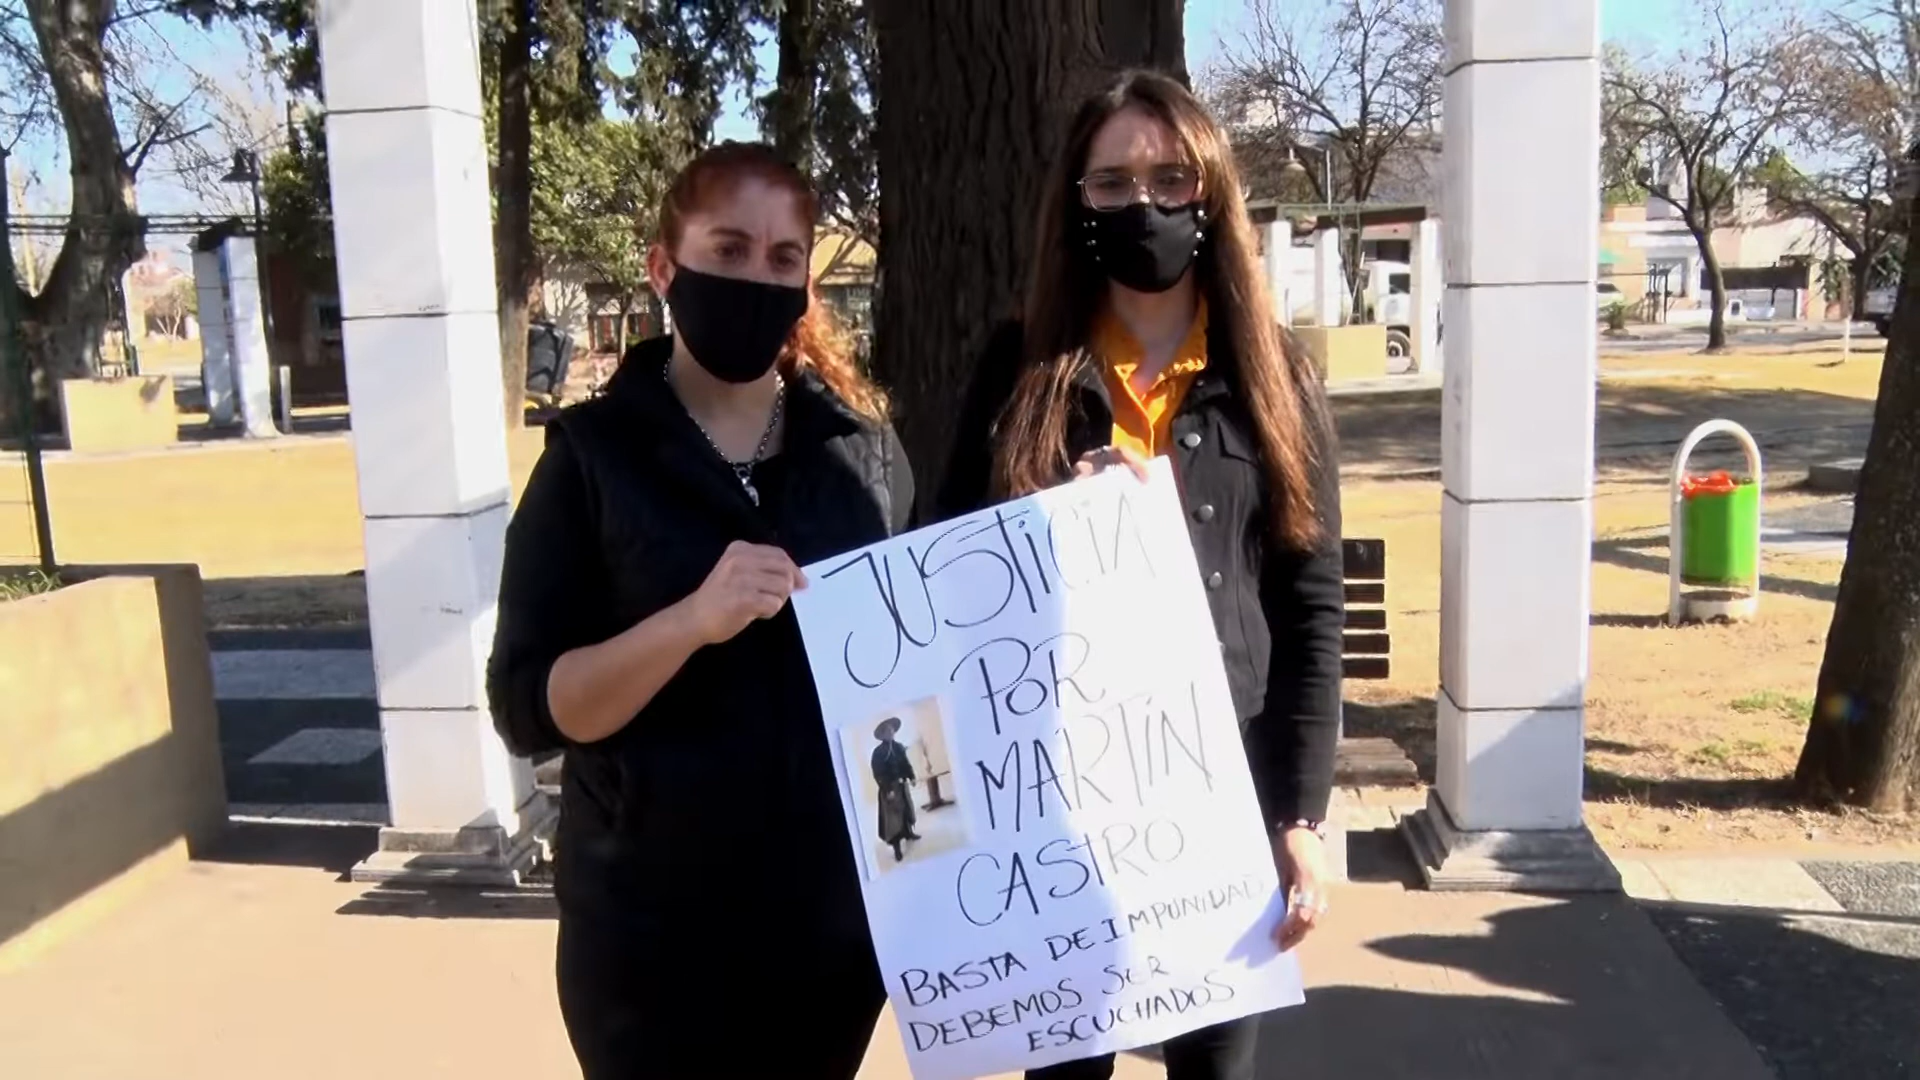 JUSTICIA
POR
MARTÍN
CASTRO
BASTA DE IMPUNIDAD
DEBEMOS SER
ESCUCHADOS